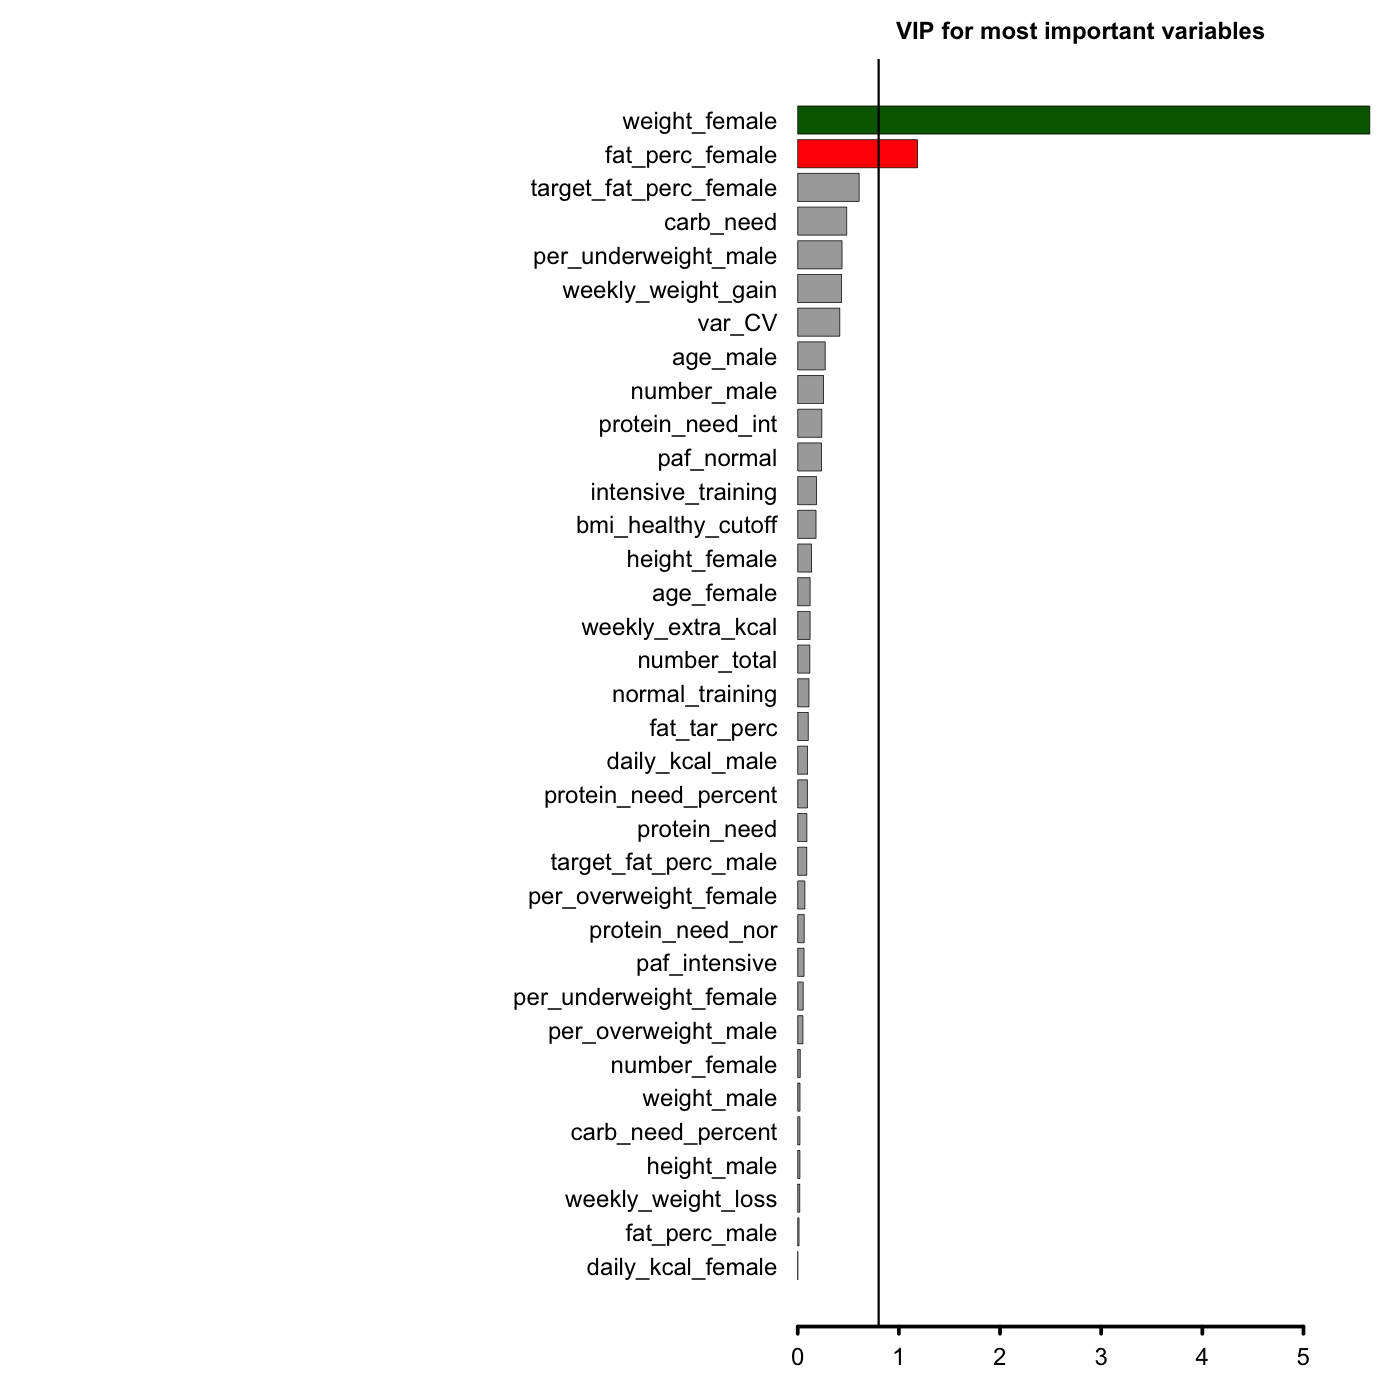 VIP for most important variables
weight_female
fat_perc_female
target_fat_perc_female
carb_need
per_underweight_male
weekly_weight_gain
var_CV
age_male
number_male
protein_need_int
paf_normal
intensive_training
bmi_healthy_cutoff
height_female
age_female
weekly_extra_kcal
number_total
normal_training
fat_tar_perc
daily_kcal_male
protein_need_percent
protein_need
target_fat_perc_male
per_overweight_female
protein_need_nor
paf_intensive
per_underweight_female
per_overweight_male
number_female
weight_male
carb_need_percent
height_male
weekly_weight_loss
fat_perc_male
daily_kcal_female
0 1 2 3 4 5